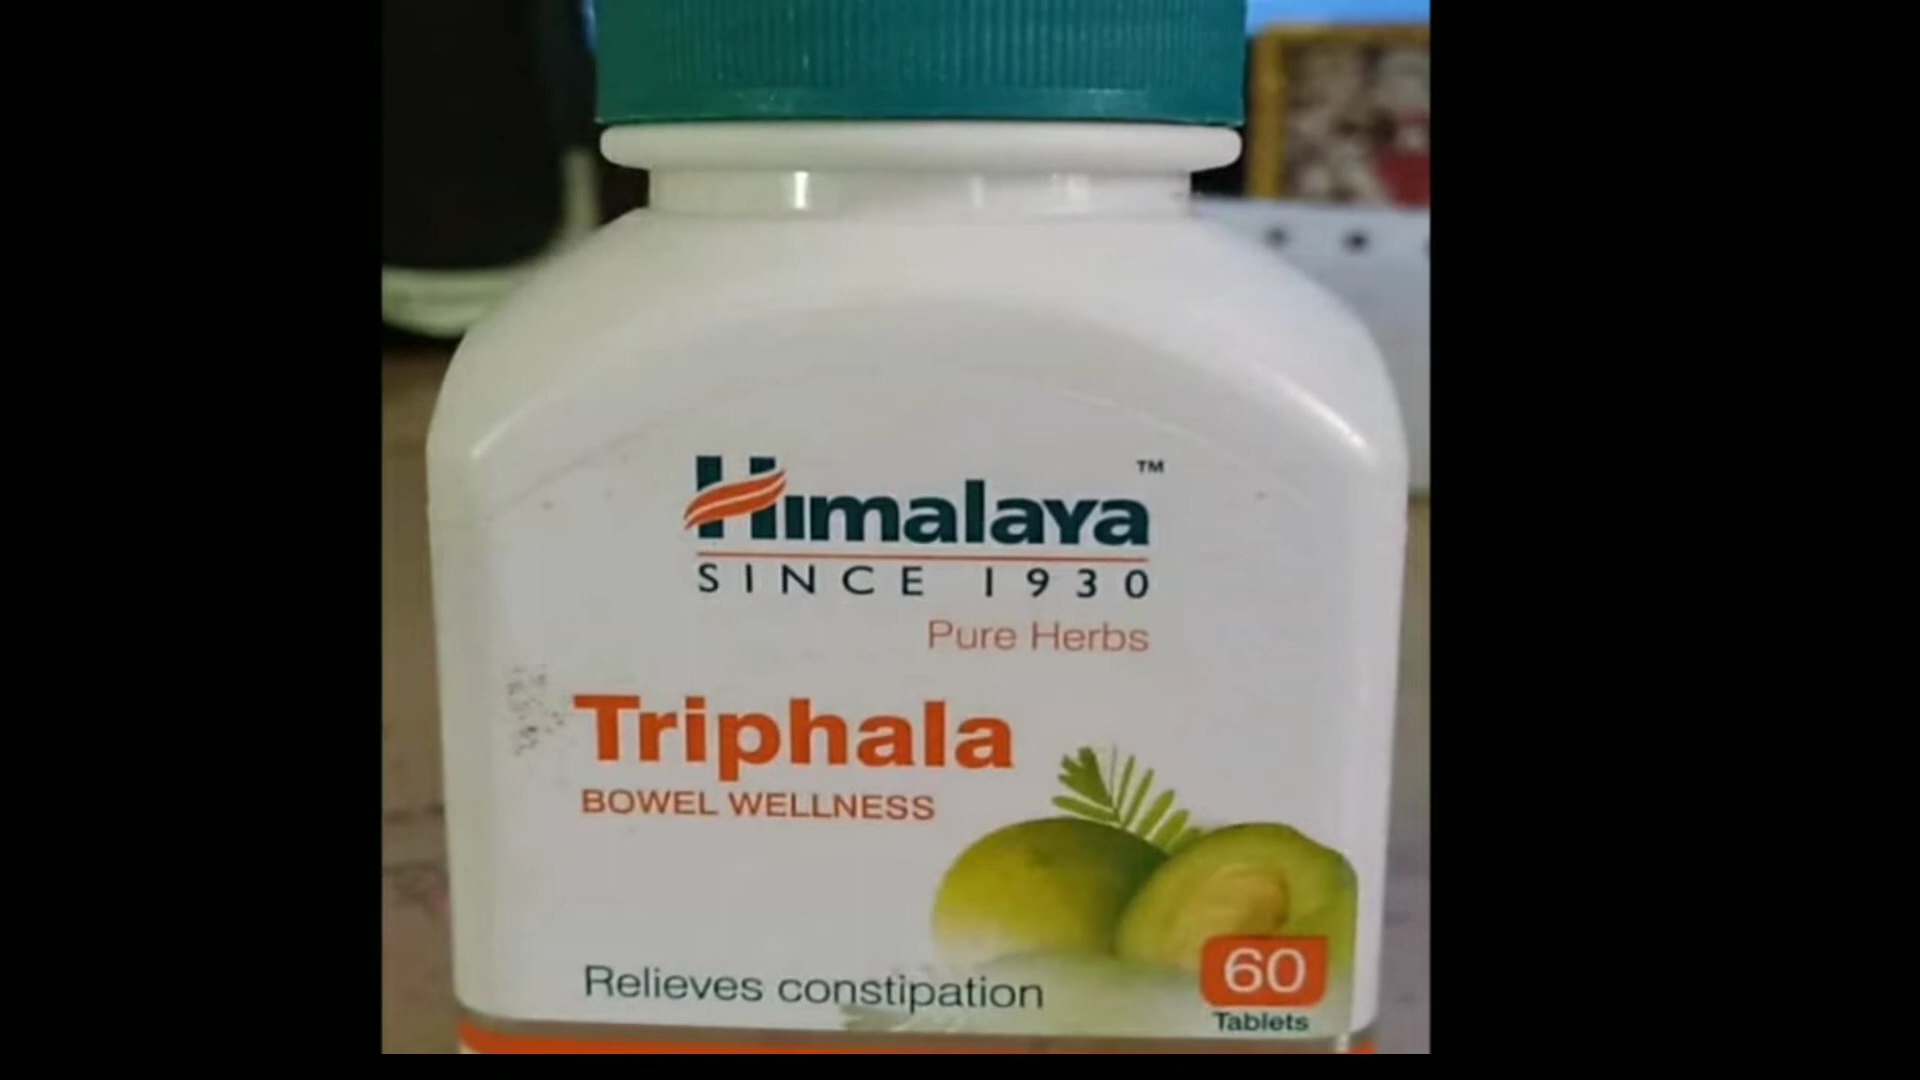 Himalaya™
SINCE 1930
Pure Herbs
Triphala
BOWEL WELLNESS
Relieves constipation
60
Tablets